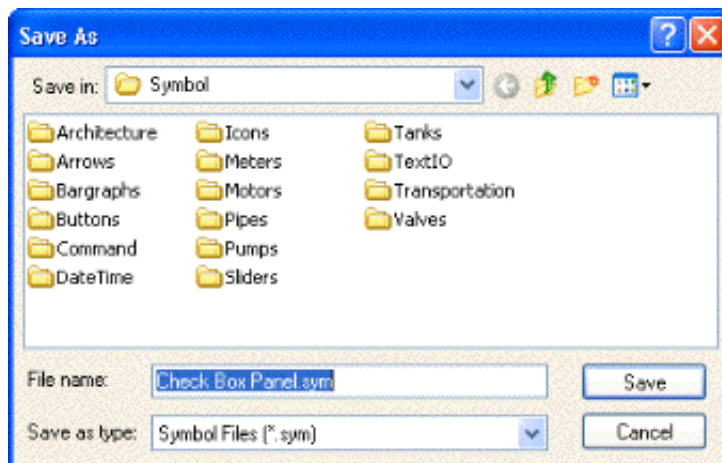 Save As
Save in: Symbol
Architecture Icons Tanks
Arrows Meters TextIO
Bargraphs Motors Transportation
Buttons Pipes Valves
Command Pumps
DateTime Sliders
File name: Check Box Panel.sym Save
Save as type: Symbol Files (*.sym) Cancel